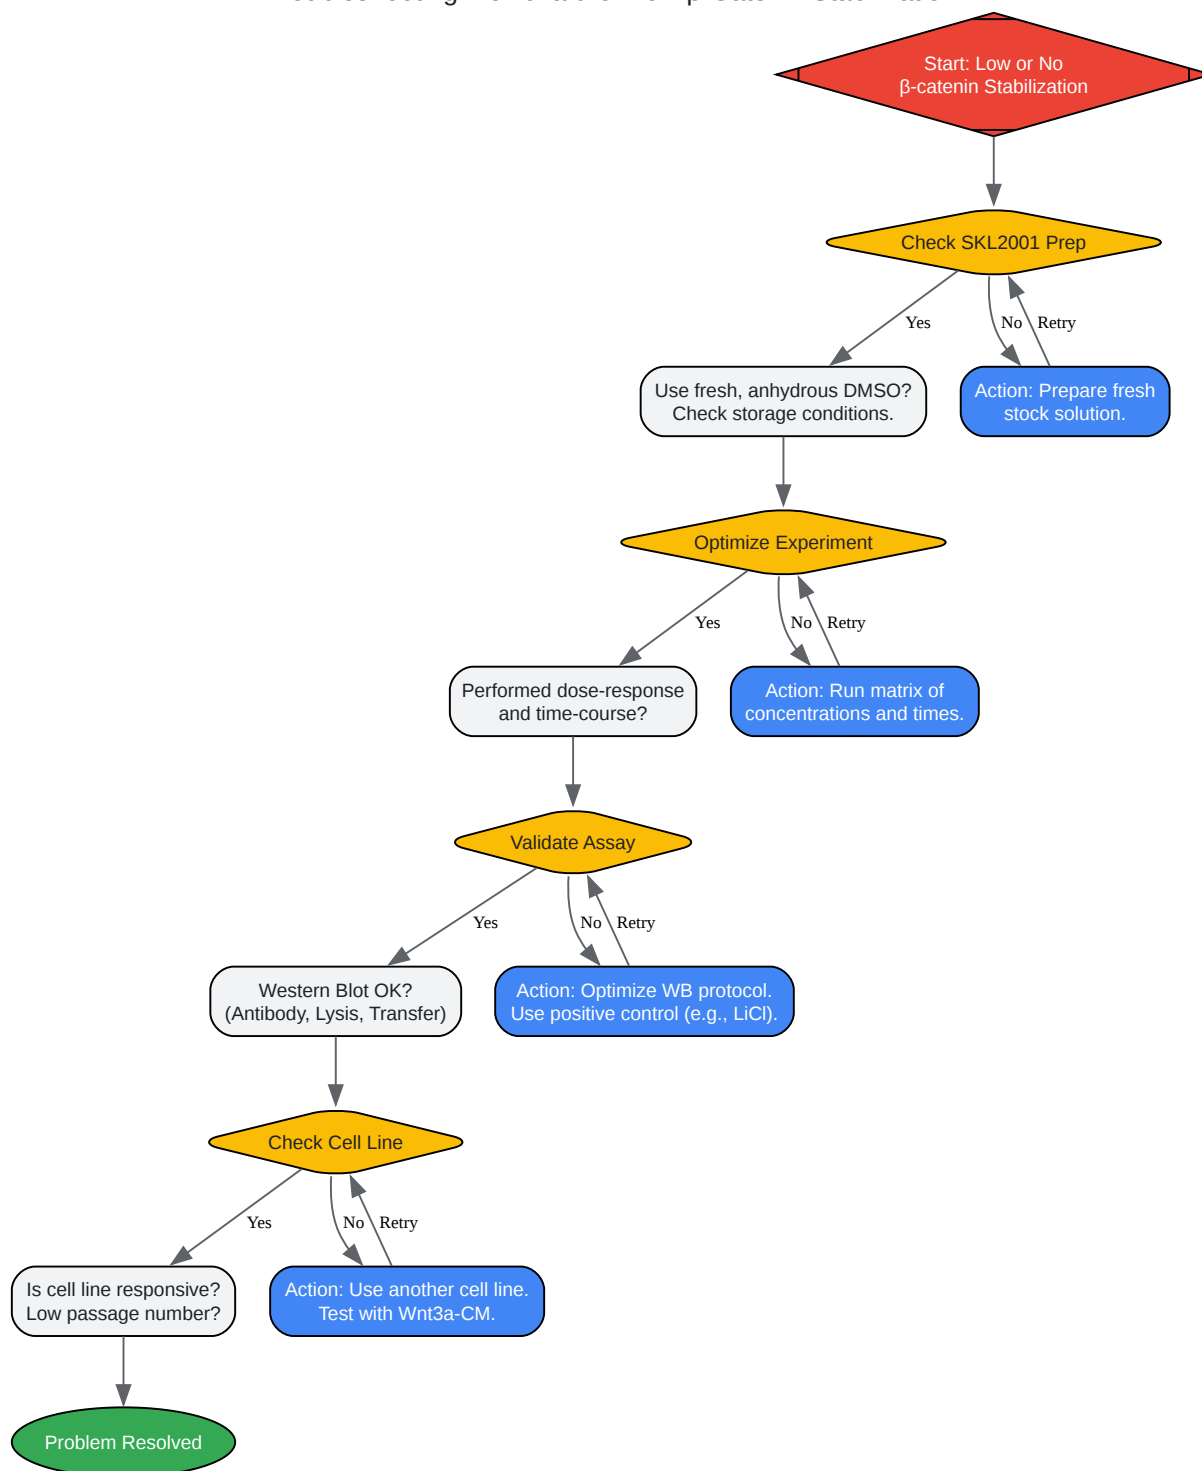 Start: Low or No
β-catenin Stabilization
Check SKL2001 Prep
Yes
No
Retry
Use fresh, anhydrous DMSO?
Check storage conditions.
Action: Prepare fresh
stock solution.
Optimize Experiment
Yes
No
Retry
Performed dose-response
and time-course?
Action: Run matrix of
concentrations and times.
Validate Assay
Yes
No
Retry
Western Blot OK?
(Antibody, Lysis, Transfer)
Action: Optimize WB protocol.
Use positive control (e.g., LiCl).
Check Cell Line
Yes
No
Retry
Is cell line responsive?
Low passage number?
Action: Use another cell line.
Test with Wnt3a-CM.
Problem Resolved